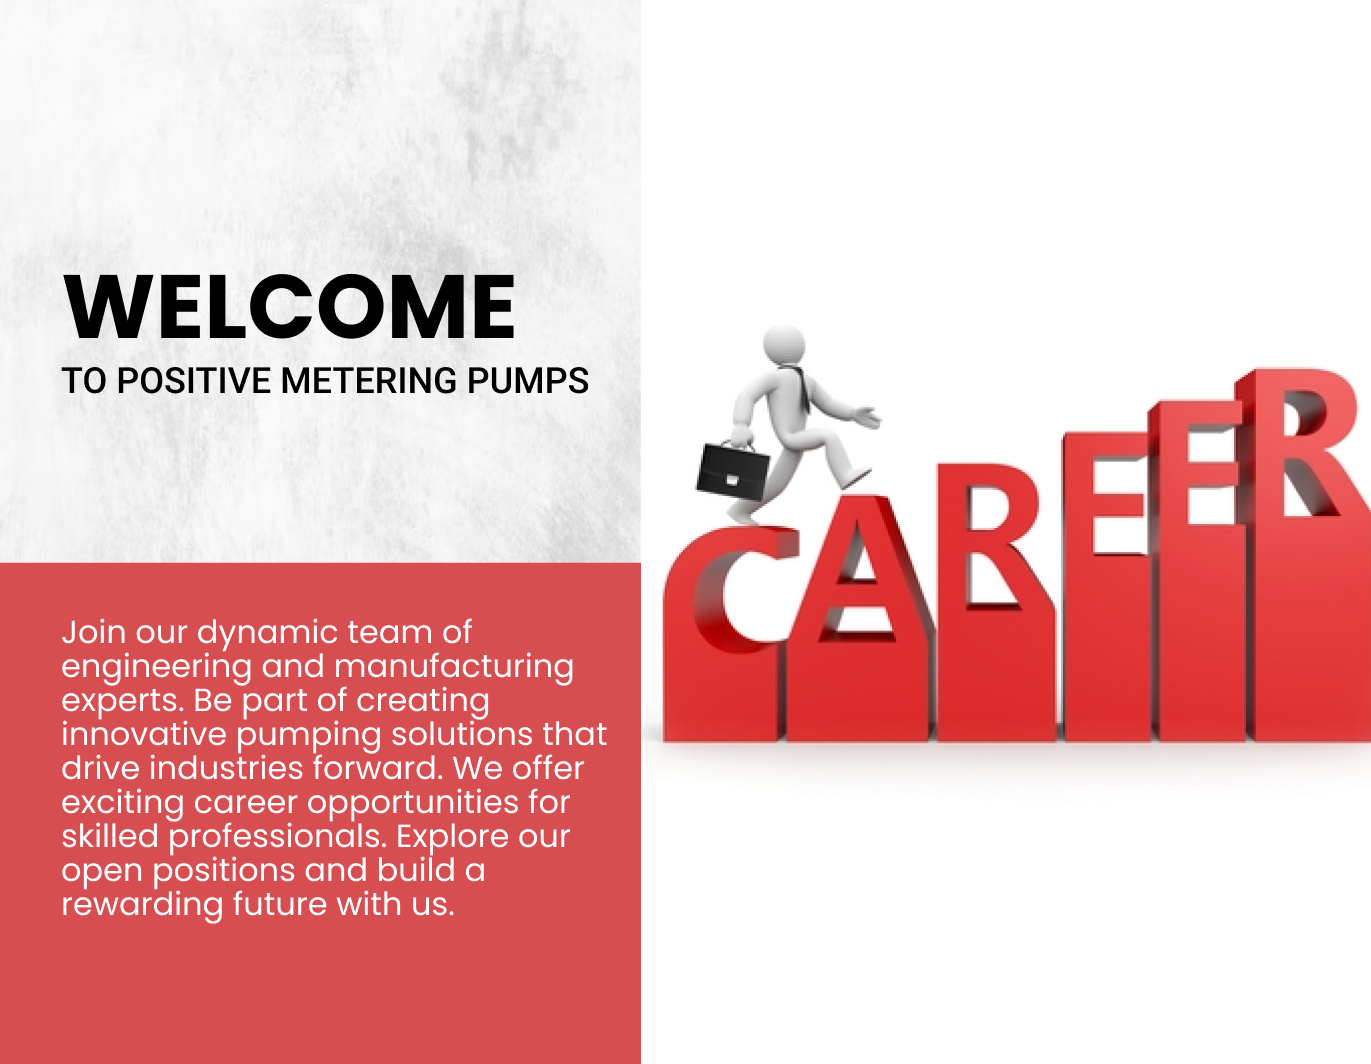 WELCOME
TO POSITIVE METERING PUMPS
Join our dynamic team of
engineering and manufacturing
experts. Be part of creating
innovative pumping solutions that
drive industries forward. We offer
exciting career opportunities for
skilled professionals. Explore our
open positions and build a
rewarding future with us.
CAREER